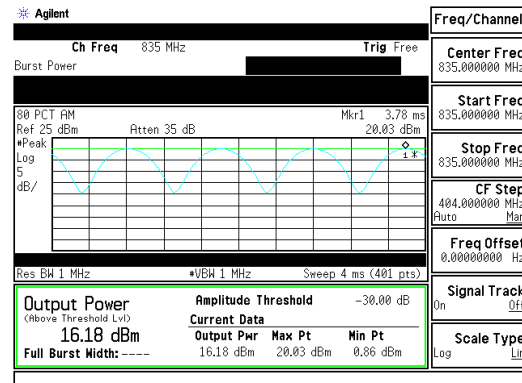 Agilent
Freq/Channel
Ch Freq 835 MHz Trig Free
Burst Power
Center Freq
835.000000 MHz
Start Freq
835.000000 MHz
Stop Freq
835.000000 MHz
CF Step
404.000000 MHz
Auto Man
Freq Offset
0.00000000 Hz
Signal Track
On Off
Scale Type
Log Lin
80 PCT AM Mkr1 3.78 ms
Ref 25 dBm Atten 35 dB 20.03 dBm
#Peak
Log
5
dB/
1
Res BW 1 MHz #VBW 1 MHz Sweep 4 ms (401 pts)
Output Power
(Above Threshold Lvl)
16.18 dBm
Full Burst Width: ----
Amplitude Threshold -30.00 dB
Current Data
Output Pwr Max Pt Min Pt
16.18 dBm 20.03 dBm 0.86 dBm